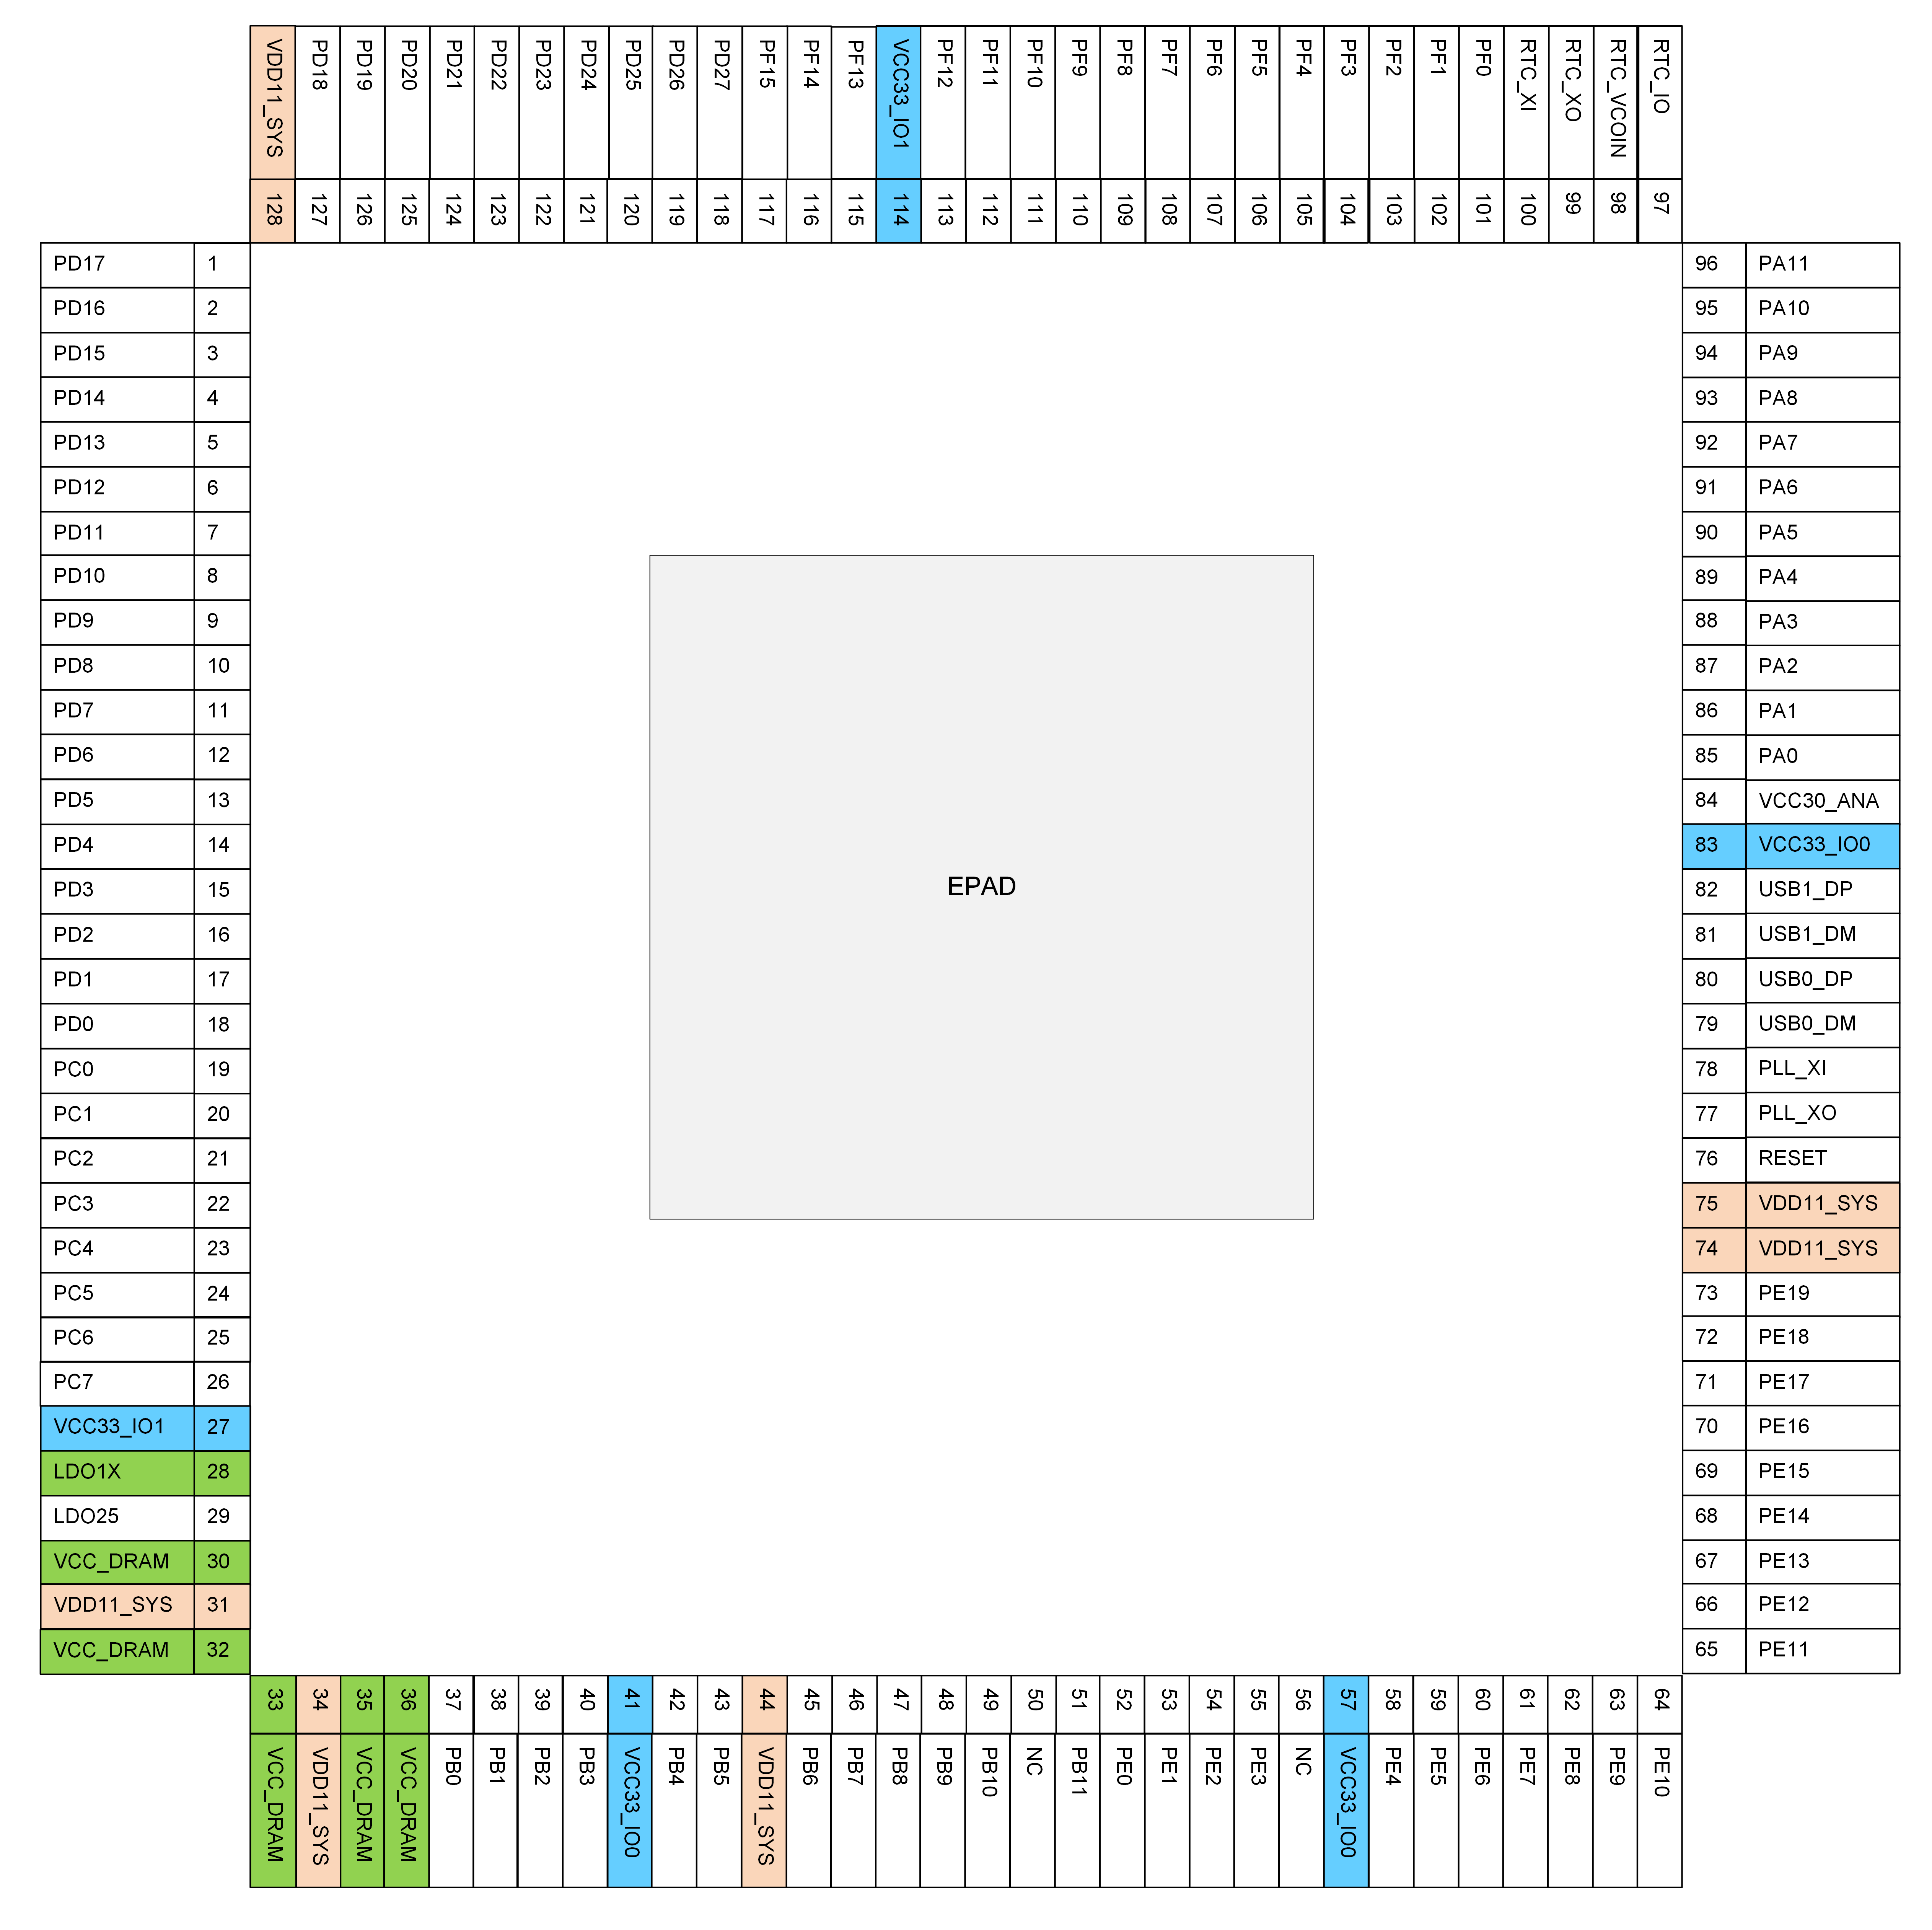 VDD11_SYS PD18 PD19 PD20 PD21 PD22 PD23 PD24 PD25 PD26 PD27 PF15 PF14 PF13 VCC33_IO1 PF12 PF11 PF10 PF9 PF8 PF7 PF6 PF5 PF4 PF3 PF2 PF1 PF0 RTC_XI RTC_XO RTC_VCOIN RTC_IO
128 127 126 125 124 123 122 121 120 119 118 117 116 115 114 113 112 111 110 109 108 107 106 105 104 103 102 101 100 99 98 97
PD17 1
PD16 2
PD15 3
PD14 4
PD13 5
PD12 6
PD11 7
PD10 8
PD9 9
PD8 10
PD7 11
PD6 12
PD5 13
PD4 14
PD3 15
PD2 16
PD1 17
PD0 18
PC0 19
PC1 20
PC2 21
PC3 22
PC4 23
PC5 24
PC6 25
PC7 26
VCC33_IO1 27
LDO1X 28
LDO25 29
VCC_DRAM 30
VDD11_SYS 31
VCC_DRAM 32
EPAD
96 PA11
95 PA10
94 PA9
93 PA8
92 PA7
91 PA6
90 PA5
89 PA4
88 PA3
87 PA2
86 PA1
85 PA0
84 VCC30_ANA
83 VCC33_IO0
82 USB1_DP
81 USB1_DM
80 USB0_DP
79 USB0_DM
78 PLL_XI
77 PLL_XO
76 RESET
75 VDD11_SYS
74 VDD11_SYS
73 PE19
72 PE18
71 PE17
70 PE16
69 PE15
68 PE14
67 PE13
66 PE12
65 PE11
33 34 35 36 37 38 39 40 41 42 43 44 45 46 47 48 49 50 51 52 53 54 55 56 57 58 59 60 61 62 63 64
VCC_DRAM VDD11_SYS VCC_DRAM VCC_DRAM PB0 PB1 PB2 PB3 VCC33_IO0 PB4 PB5 VDD11_SYS PB6 PB7 PB8 PB9 PB10 NC PB11 PE0 PE1 PE2 PE3 NC VCC33_IO0 PE4 PE5 PE6 PE7 PE8 PE9 PE10